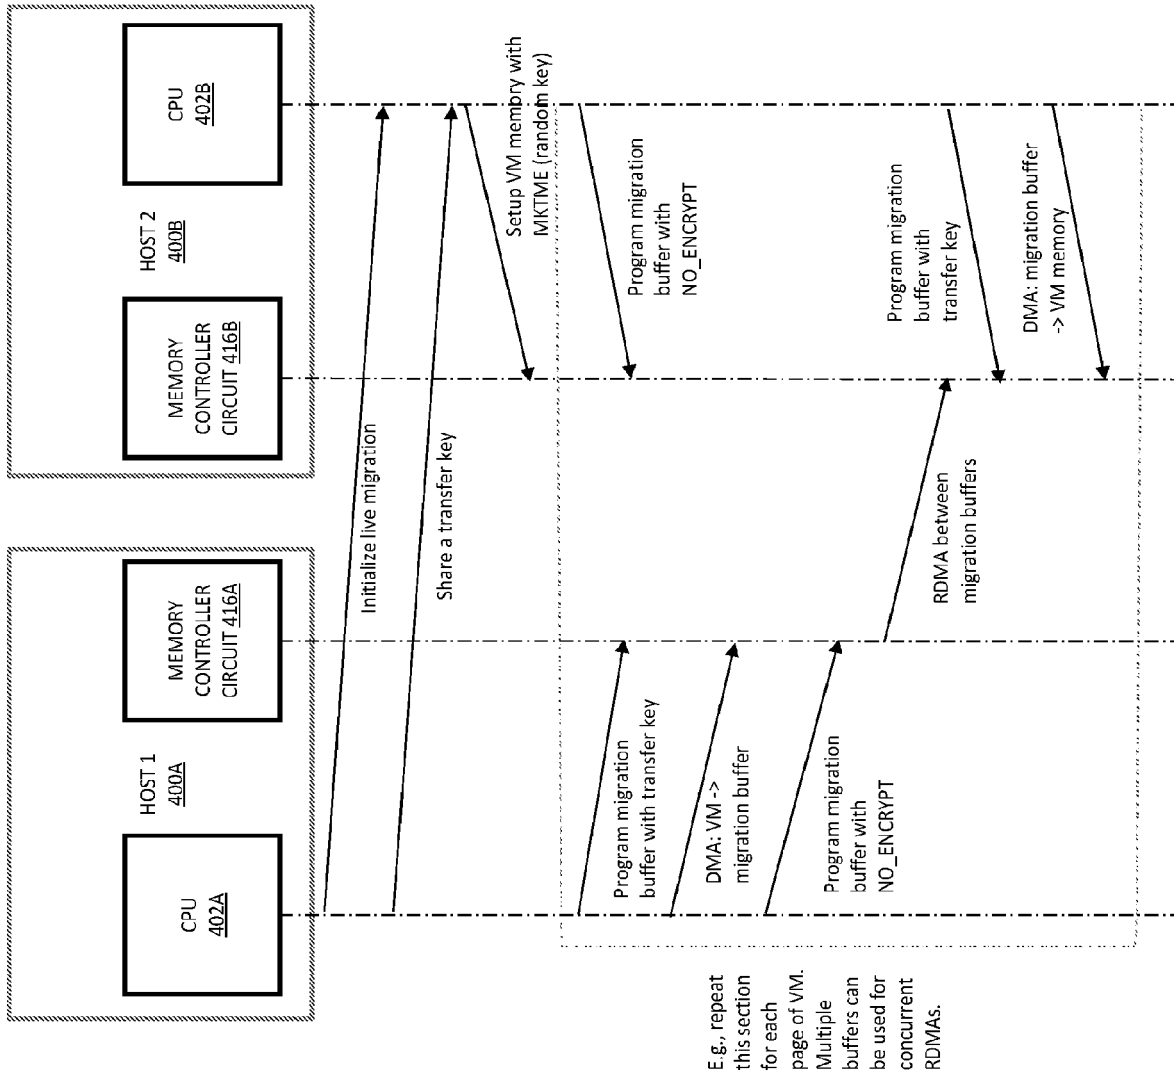 HOST 1
400A
CPU
402A
MEMORY
CONTROLLER
CIRCUIT 416A
HOST 2
400B
MEMORY
CONTROLLER
CIRCUIT 416B
CPU
402B
Initialize live migration
Share a transfer key
Setup VM memory with
MKTME (random key)
Program migration
buffer with transfer key
Program migration
buffer with
NO_ENCRYPT
DMA: VM ->
migration buffer
Program migration
buffer with
NO_ENCRYPT
RDMA between
migration buffers
Program migration
buffer with
transfer key
DMA: migration buffer
-> VM memory
E.g., repeat
this section
for each
page of VM.
Multiple
buffers can
be used for
concurrent
RDMAs.